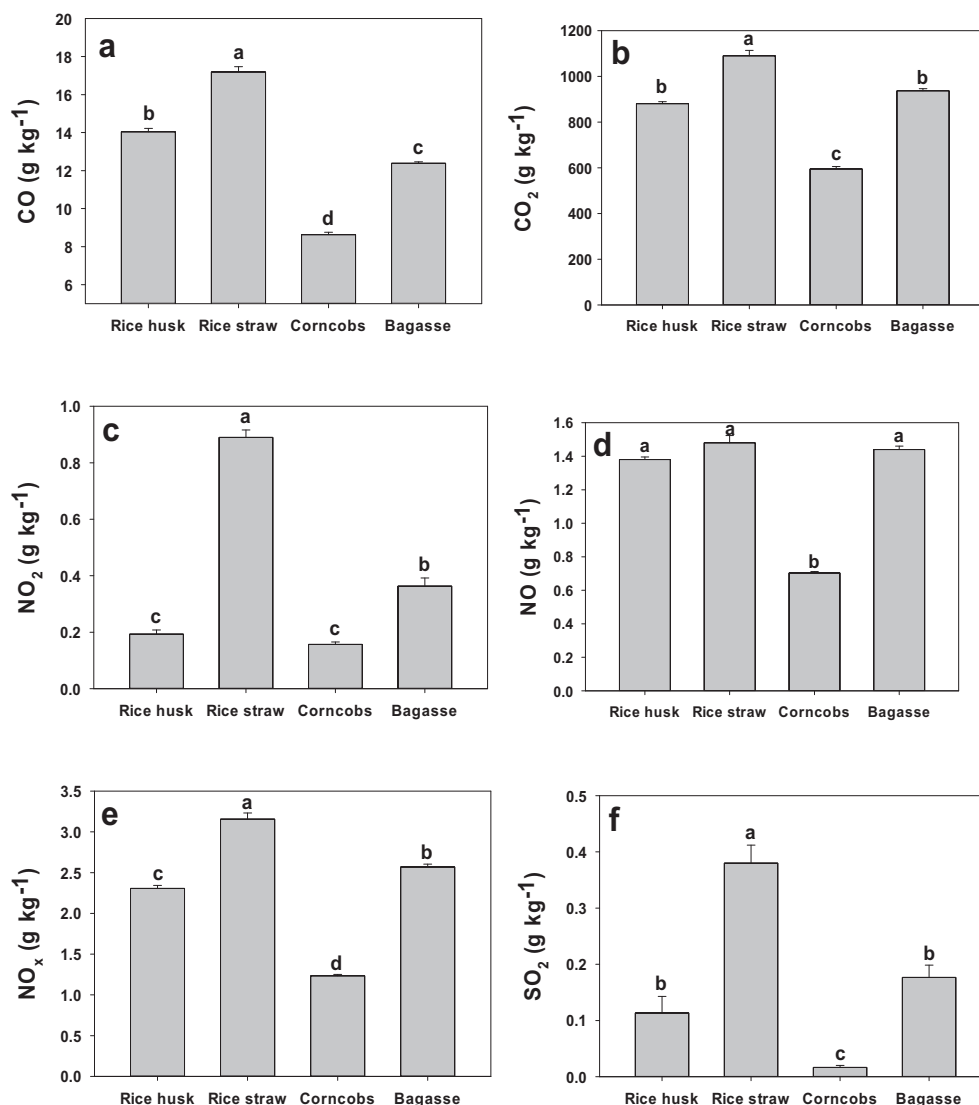 a
CO (g kg⁻¹)
20
18
16
14
12
10
8
6
b
a
d
c
Rice husk Rice straw Corncobs Bagasse
b
CO₂ (g kg⁻¹)
1200
1000
800
600
400
200
0
b
a
c
b
Rice husk Rice straw Corncobs Bagasse
c
NO₂ (g kg⁻¹)
1.0
0.8
0.6
0.4
0.2
0.0
c
a
c
b
Rice husk Rice straw Corncobs Bagasse
d
NO (g kg⁻¹)
1.6
1.4
1.2
1.0
0.8
0.6
0.4
0.2
0.0
a
a
b
a
Rice husk Rice straw Corncobs Bagasse
e
NOₓ (g kg⁻¹)
3.5
3.0
2.5
2.0
1.5
1.0
0.5
0.0
c
a
d
b
Rice husk Rice straw Corncobs Bagasse
f
SO₂ (g kg⁻¹)
0.5
0.4
0.3
0.2
0.1
0.0
b
a
c
b
Rice husk Rice straw Corncobs Bagasse